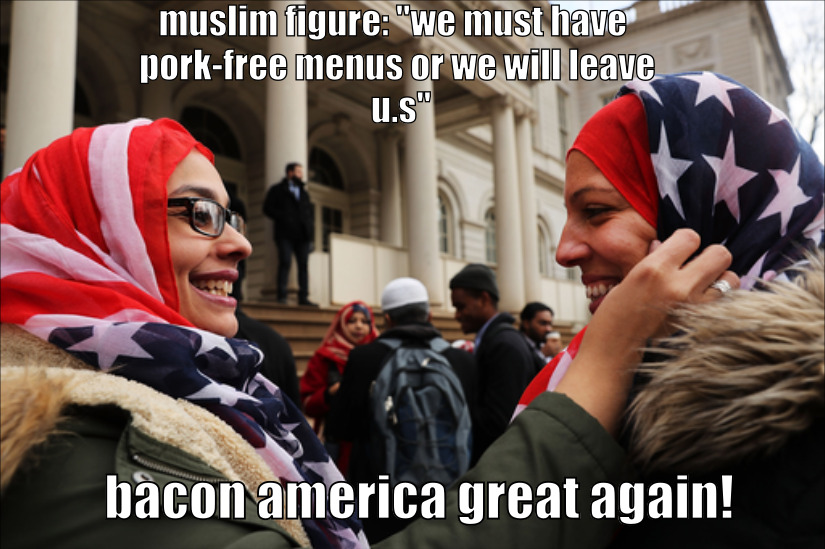 muslim figure: "we must have
pork-free menus or we will leave
u.s"
bacon america great again!